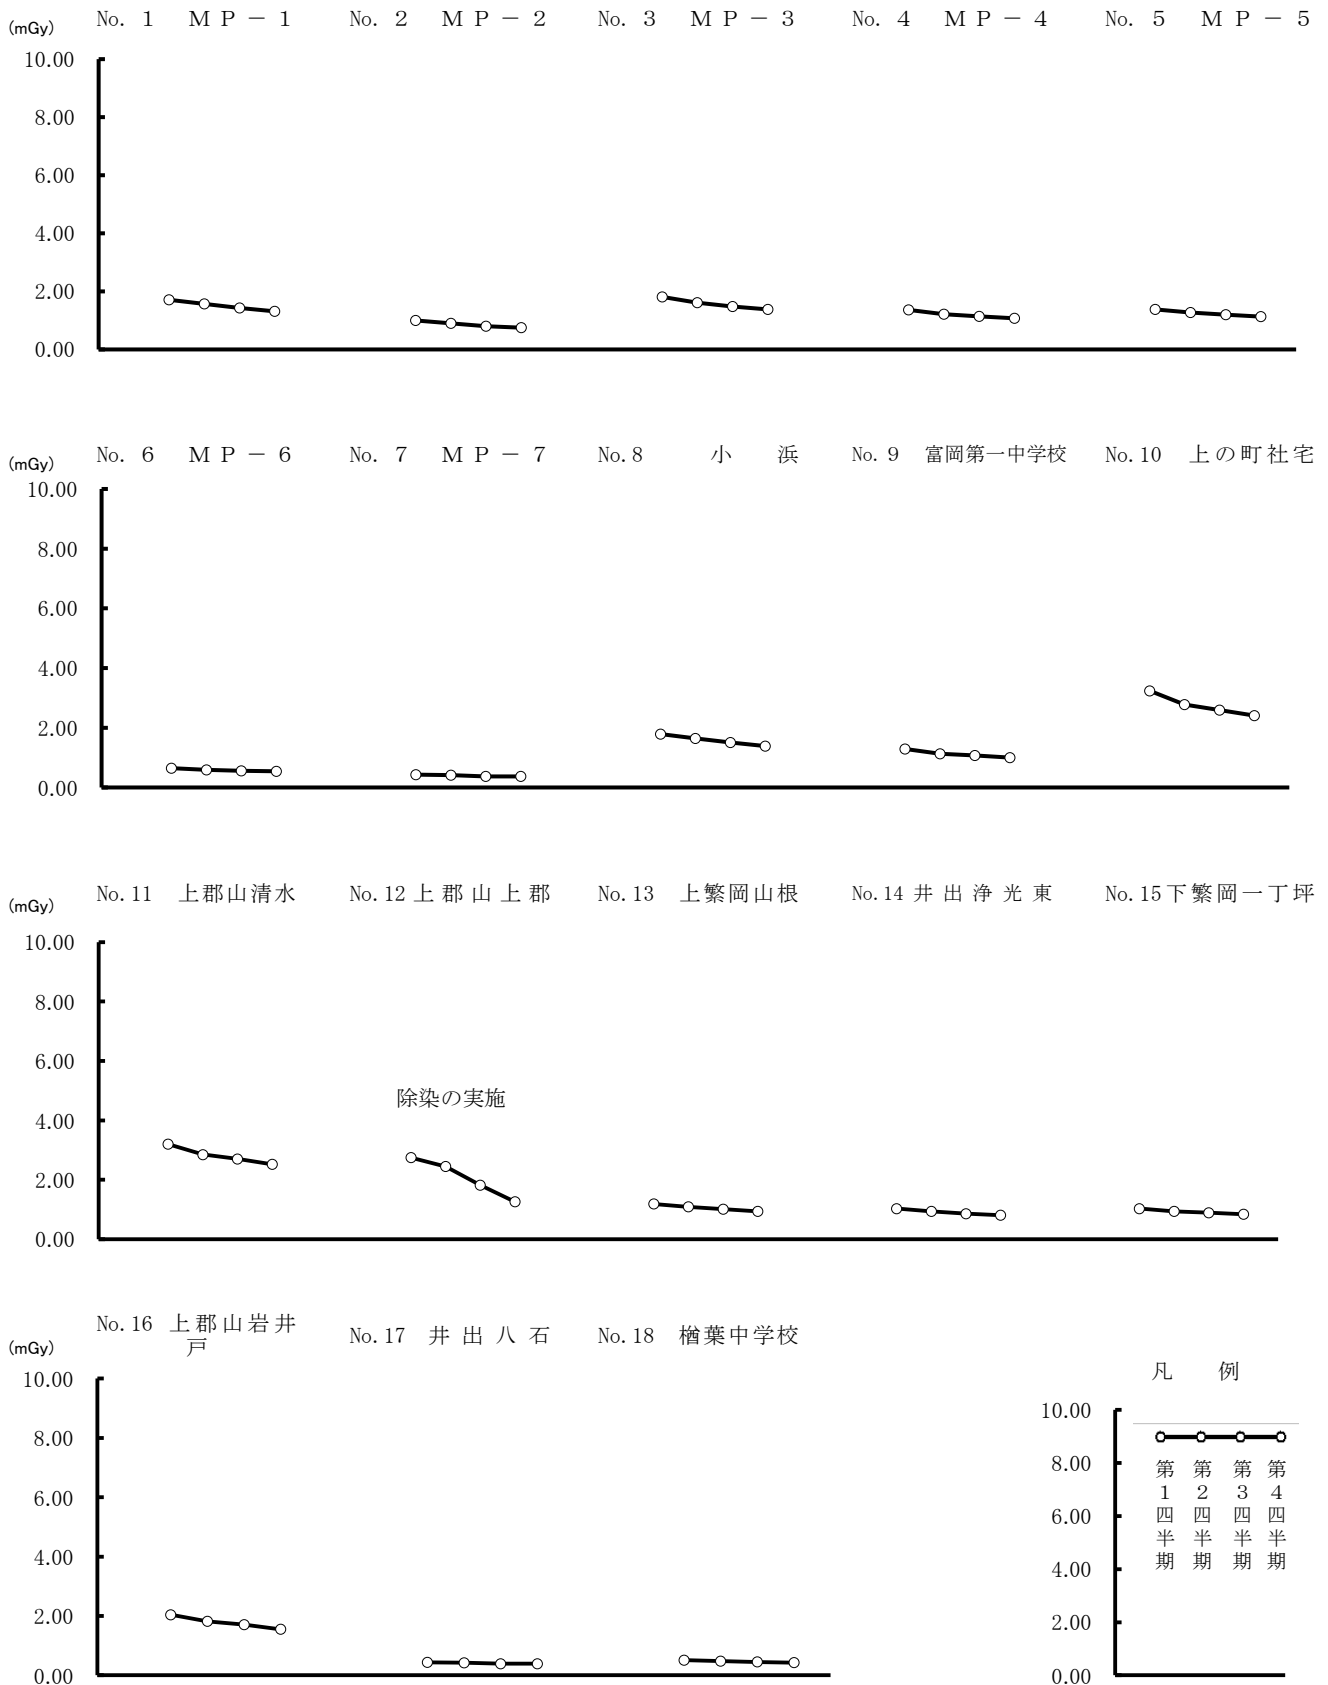 No. 1 MP－1 No. 2 MP－2 No. 3 MP－3 No. 4 MP－4 No. 5 MP－5
(mGy)
10.00
8.00
6.00
4.00
2.00
0.00
No. 6 MP－6 No. 7 MP－7 No.8 小 浜 No. 9 富岡第一中学校 No.10 上の町社宅
(mGy)
10.00
8.00
6.00
4.00
2.00
0.00
No.11 上郡山清水 No.12 上郡山上郡 No.13 上繁岡山根 No.14 井出浄光東 No.15 下繁岡一丁坪
(mGy)
10.00
8.00
6.00
除染の実施
4.00
2.00
0.00
No.16 上郡山岩井
戸
No.17 井出八石 No.18 楢葉中学校
(mGy)
10.00
8.00
6.00
4.00
2.00
0.00
凡 例
10.00
8.00
6.00
4.00
2.00
0.00
第1四半期
第2四半期
第3四半期
第4四半期